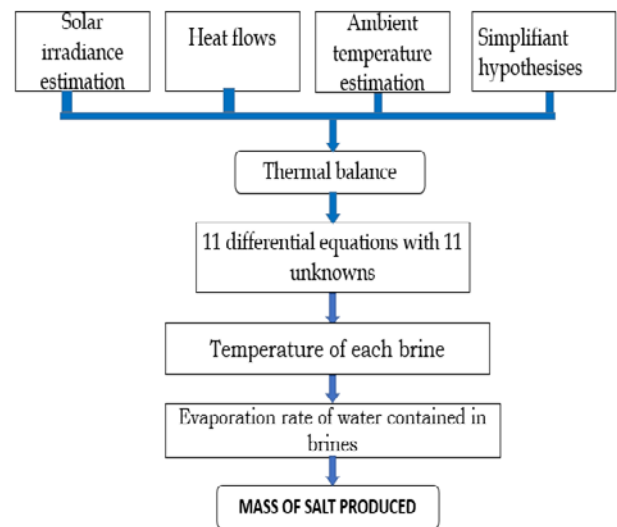 Solar
irradiance
estimation
Heat flows
Ambient
temperature
estimation
Simplifiant
hypothesises
Thermal balance
11 differential equations with 11
unknowns
Temperature of each brine
Evaporation rate of water contained in
brines
MASS OF SALT PRODUCED